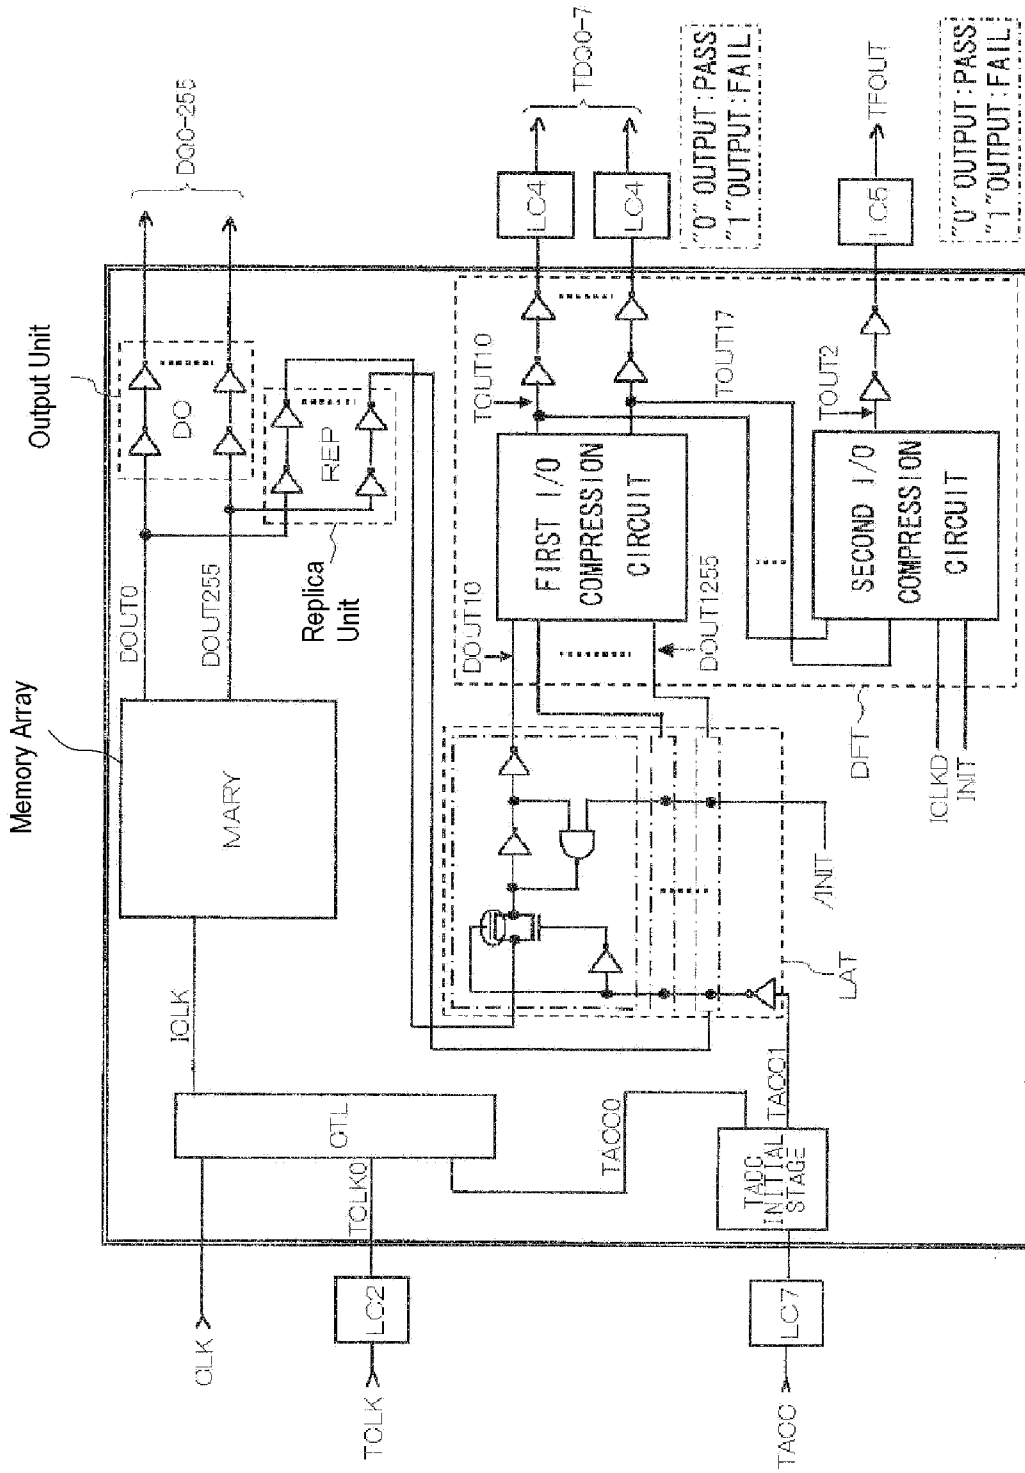 Memory Array
Output Unit
DQ0-255
DO
DOUT0
DOUT255
REP
Replica
Unit
MARY
ICLK
CLK
CTL
TCLK
LC2
TCLK0
TACC0
TACC
LC7
TACC
INITIAL
STAGE
TACC1
LAT
/INIT
DOUT10
DOUT1255
FIRST I/O
COMPRESSION
CIRCUIT
TOUT10
TOUT17
LC4
LC4
TDQ0-7
"0" OUTPUT:PASS
"1" OUTPUT:FAIL
DFT
ICLKD
INIT
SECOND I/O
COMPRESSION
CIRCUIT
TOUT2
LC5
TFOUT
"0" OUTPUT:PASS
"1" OUTPUT:FAIL